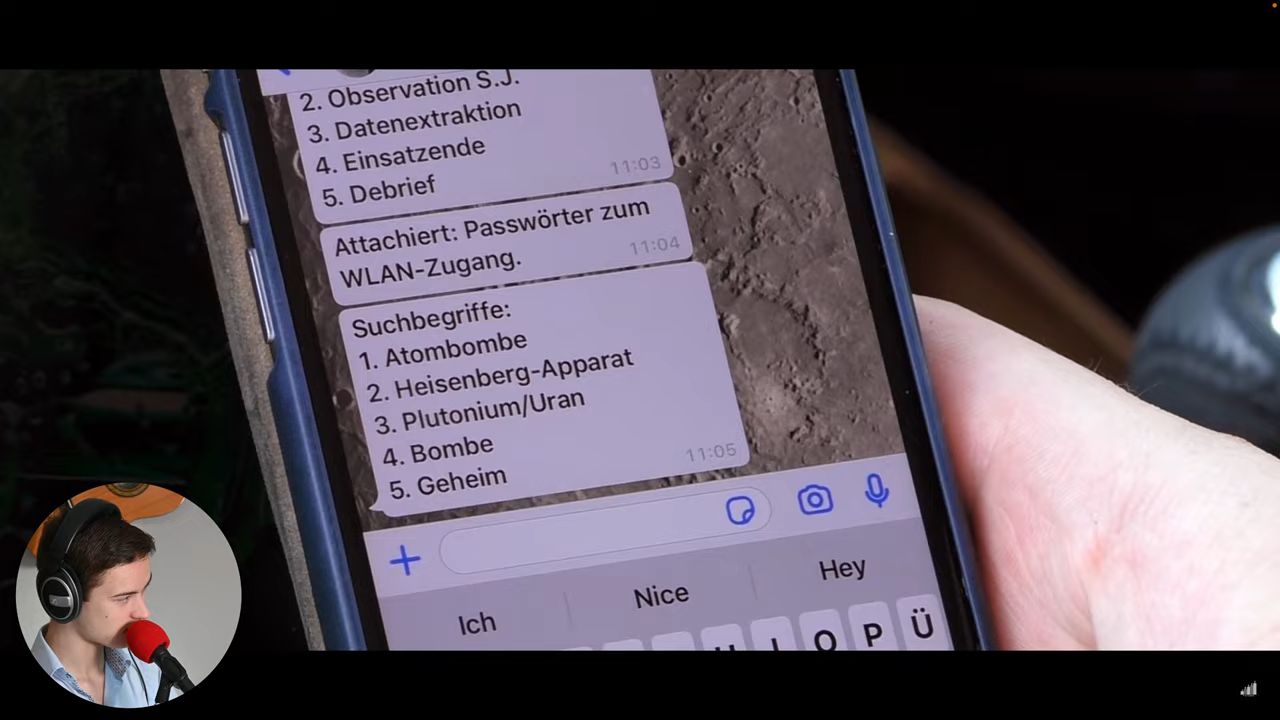 2. Observation S.J.
3. Datenextraktion
4. Einsatzende
5. Debrief
11:03
Attachiert: Passwörter zum
WLAN-Zugang.
11:04
Suchbegriffe:
1. Atombombe
2. Heisenberg-Apparat
3. Plutonium/Uran
4. Bombe
5. Geheim
11:05
Ich
Nice
Hey
U I O P Ü